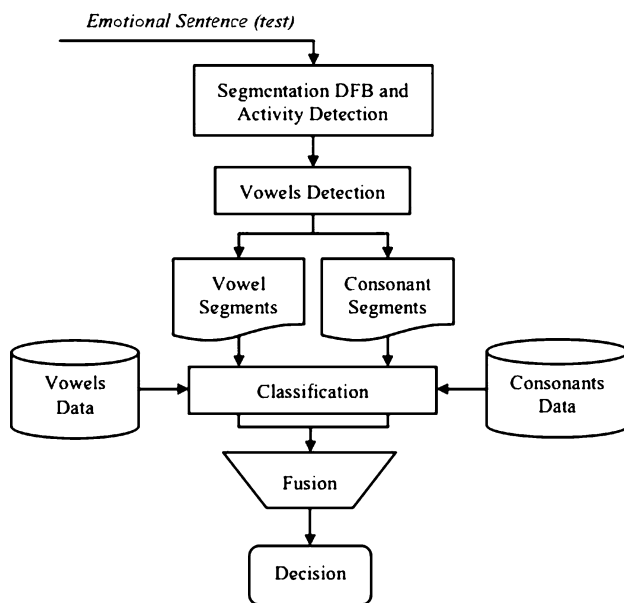 Emotional Sentence (test)
Segmentation DFB and
Activity Detection
Vowels Detection
Vowel
Segments
Consonant
Segments
Vowels
Data
Classification
Consonants
Data
Fusion
Decision